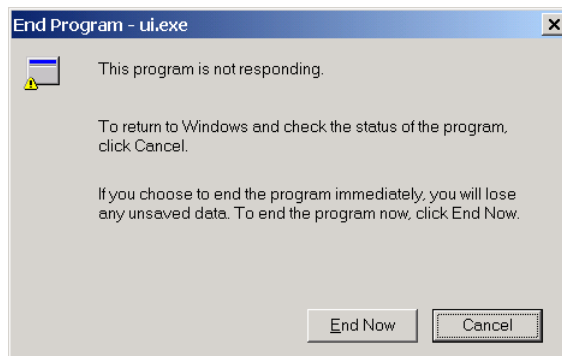 End Program - ui.exe
This program is not responding.
To return to Windows and check the status of the program,
click Cancel.
If you choose to end the program immediately, you will lose
any unsaved data. To end the program now, click End Now.
End Now
Cancel